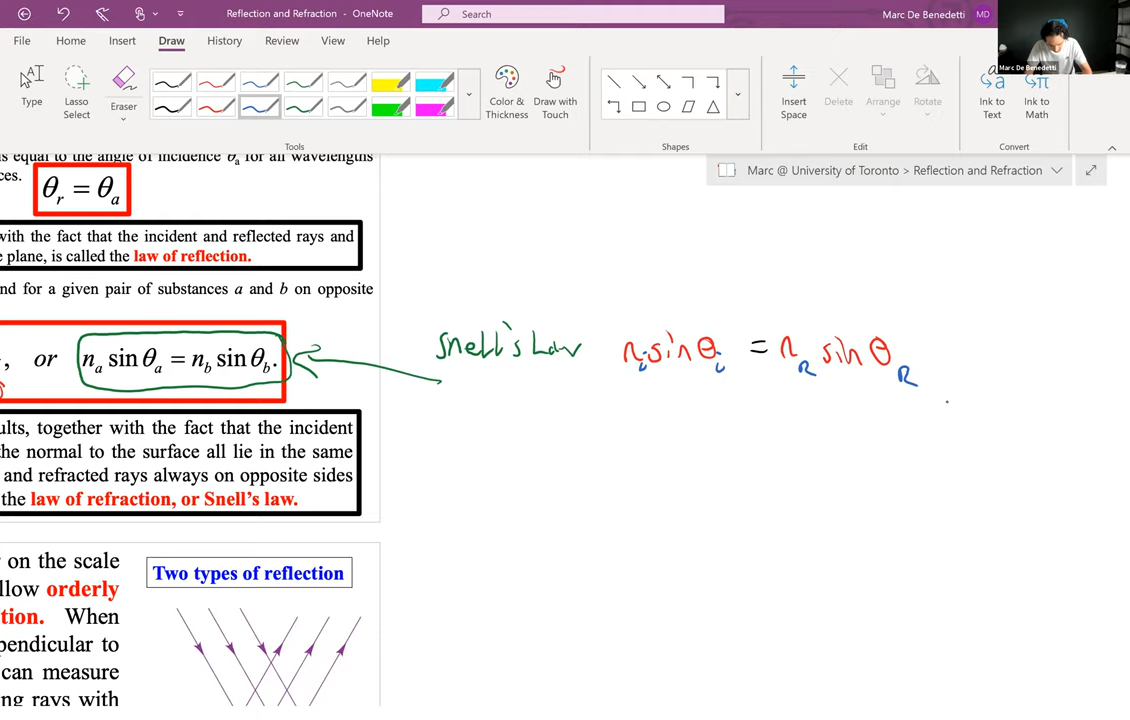 Reflection and Refraction - OneNote
Search
Marc De Benedetti
MD
File
Home
Insert
Draw
History
Review
View
Help
Marc De Benedetti
Type
Lasso Select
Eraser
Color & Thickness
Draw with Touch
Insert Space
Delete
Arrange
Rotate
Ink to Text
Ink to Math
Tools
Shapes
Edit
Convert
Marc @ University of Toronto > Reflection and Refraction
is equal to the angle of incidence θa for all wavelengths
ces.
θr = θa
with the fact that the incident and reflected rays and
e plane, is called the law of reflection.
nd for a given pair of substances a and b on opposite
, or na sin θa = nb sin θb.
Snell's Law ni sin θi = nR sin θR
ults, together with the fact that the incident
the normal to the surface all lie in the same
and refracted rays always on opposite sides
the law of refraction, or Snell's law.
r on the scale
llow orderly
tion. When
pendicular to
can measure
ng rays with
Two types of reflection